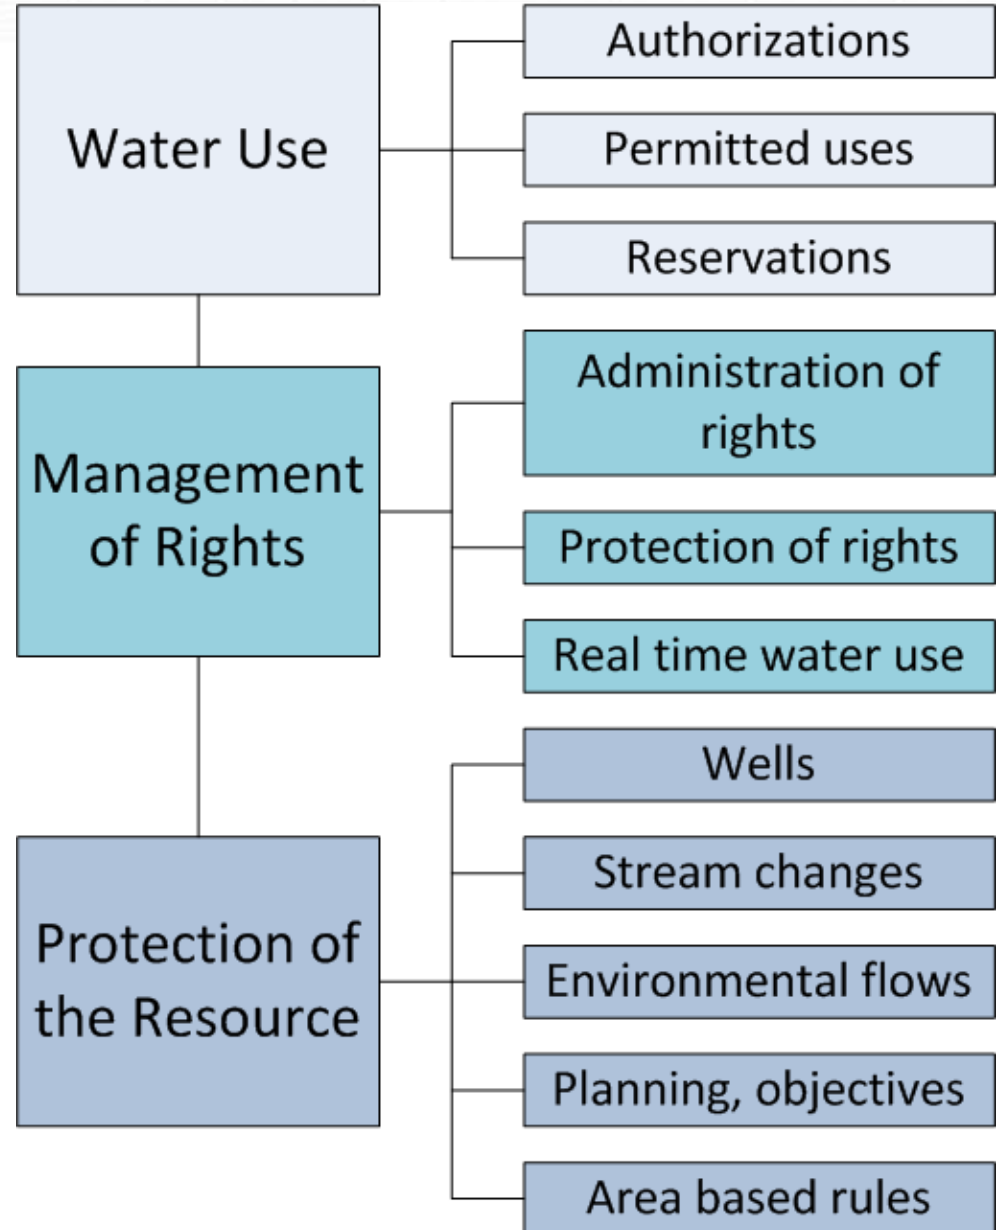 Water Use
Authorizations
Permitted uses
Reservations
Management
of Rights
Administration of
rights
Protection of rights
Real time water use
Protection of
the Resource
Wells
Stream changes
Environmental flows
Planning, objectives
Area based rules